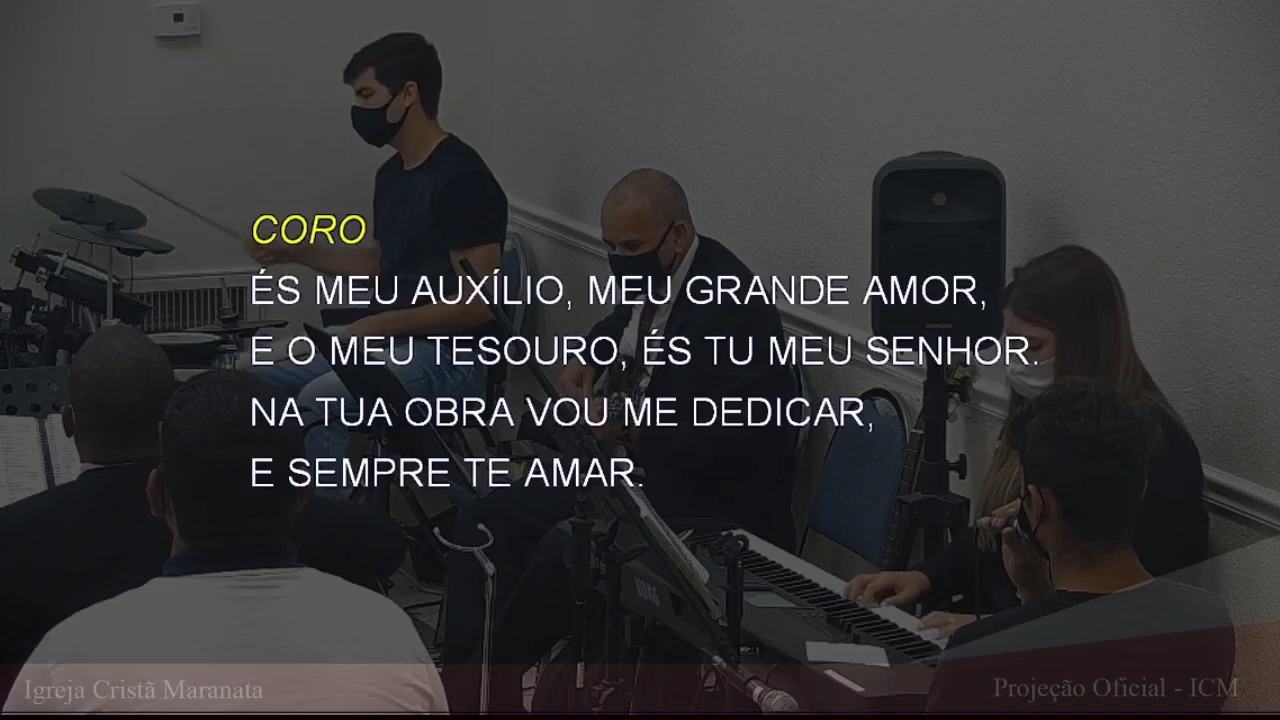 CORO
ÉS MEU AUXÍLIO, MEU GRANDE AMOR,
E O MEU TESOURO, ÉS TU MEU SENHOR.
NA TUA OBRA VOU ME DEDICAR,
E SEMPRE TE AMAR.
KORG
Igreja Cristã Maranata
Projeção Oficial - ICM